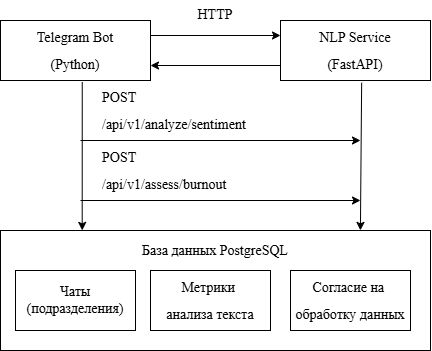 HTTP
Telegram Bot
(Python)
NLP Service
(FastAPI)
POST
/api/v1/analyze/sentiment
POST
/api/v1/assess/burnout
База данных PostgreSQL
Чаты
(подразделения)
Метрики
анализа текста
Согласие на
обработку данных